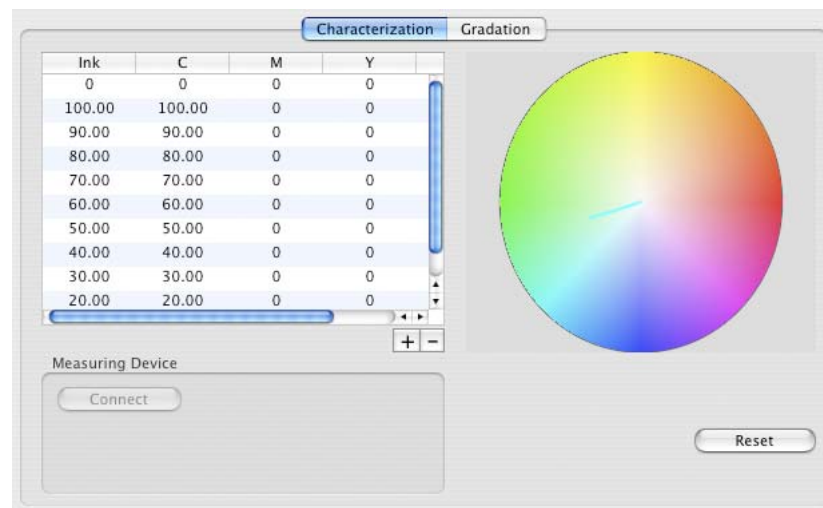 Characterization Gradation
Ink C M Y
0 0 0 0
100.00 100.00 0 0
90.00 90.00 0 0
80.00 80.00 0 0
70.00 70.00 0 0
60.00 60.00 0 0
50.00 50.00 0 0
40.00 40.00 0 0
30.00 30.00 0 0
20.00 20.00 0 0
+ −
Measuring Device
Connect
Reset